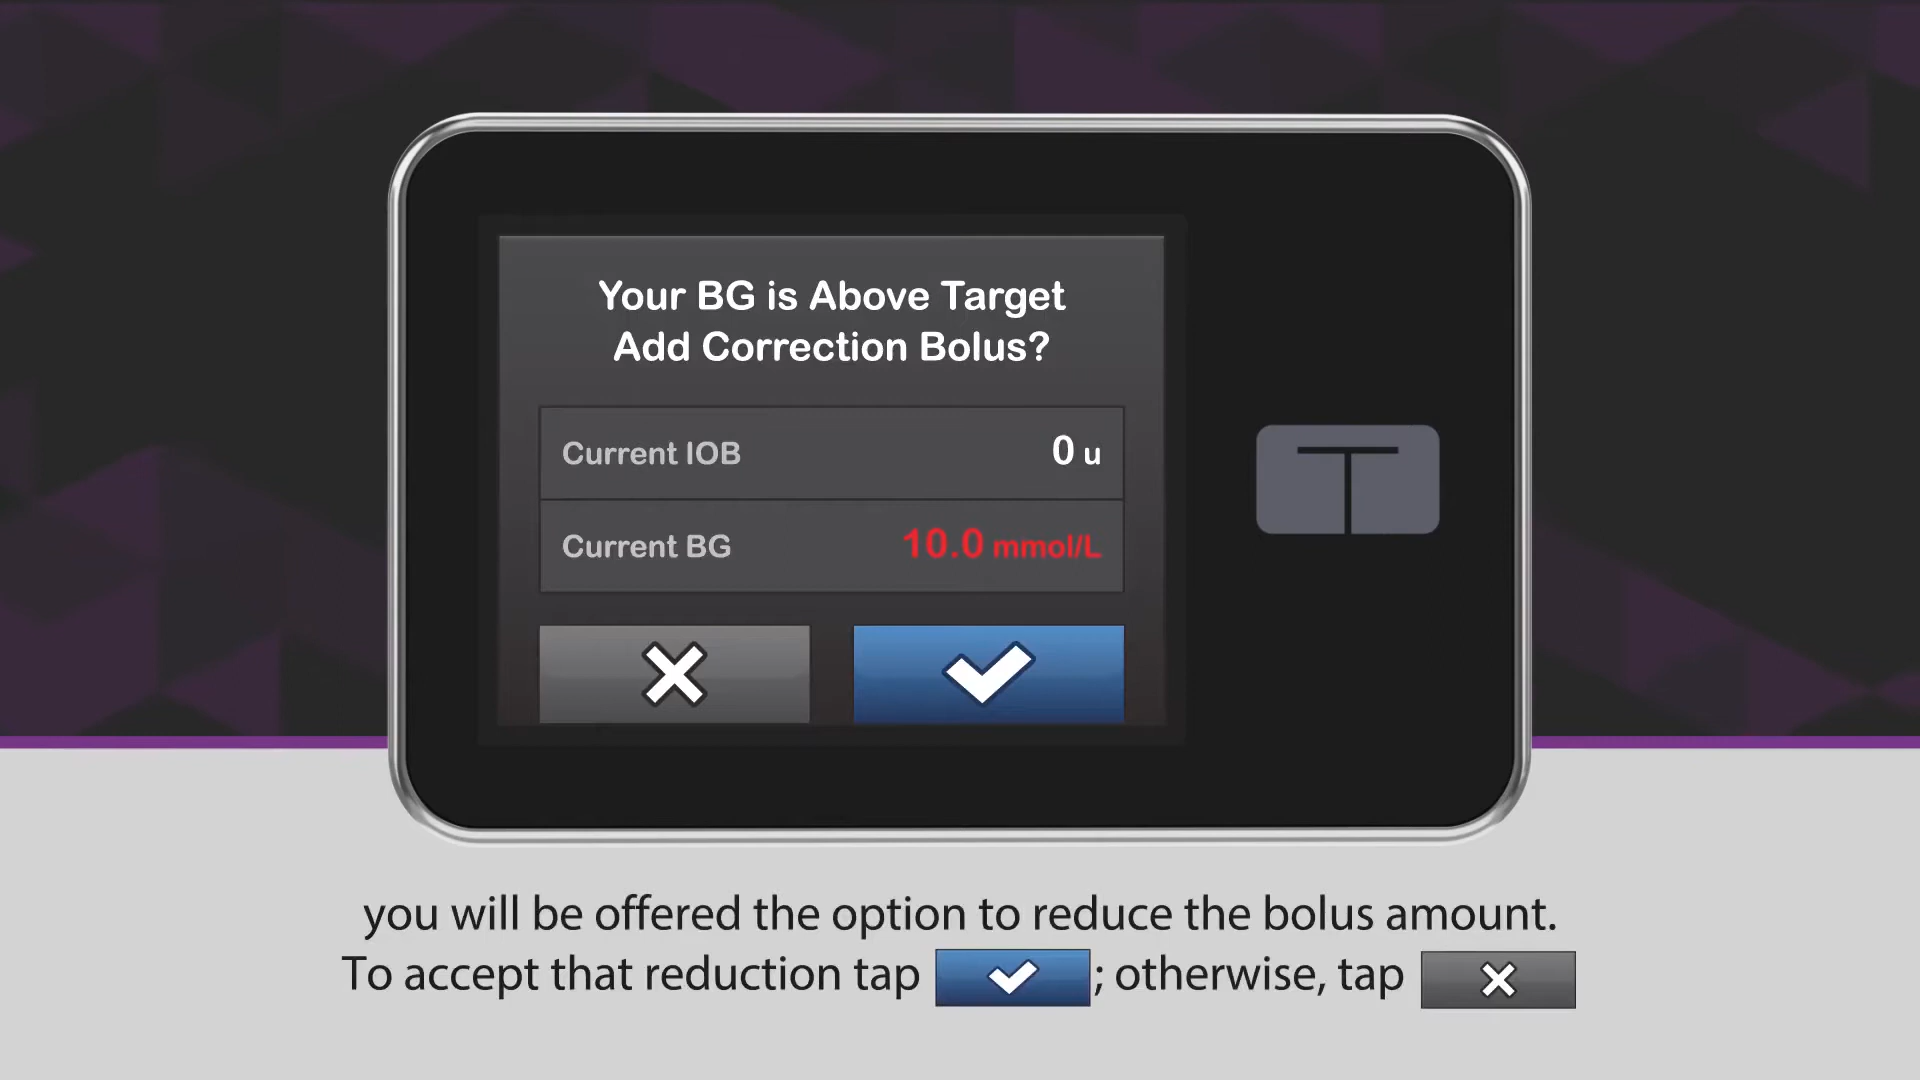 Your BG is Above Target
Add Correction Bolus?
Current IOB 0 u
Current BG 10.0 mmol/L
you will be offered the option to reduce the bolus amount.
To accept that reduction tap ; otherwise, tap